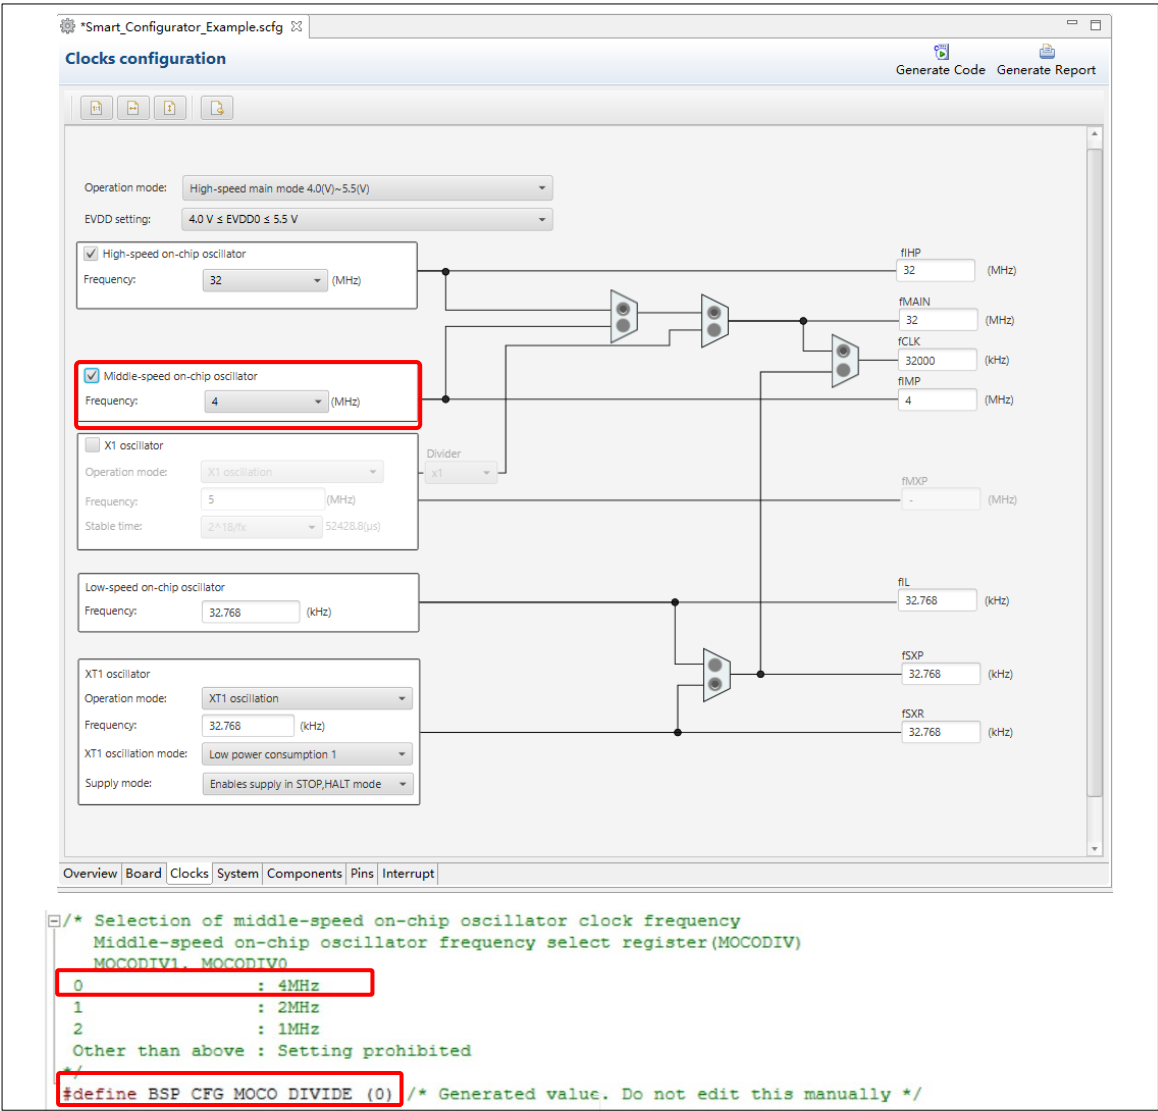 *Smart_Configurator_Example.scfg
Clocks configuration
Generate Code Generate Report
1:1
Operation mode: High-speed main mode 4.0(V)~5.5(V)
EVDD setting: 4.0 V ≤ EVDD0 ≤ 5.5 V
High-speed on-chip oscillator
Frequency: 32 (MHz)
fIHP
32 (MHz)
fMAIN
32 (MHz)
fCLK
32000 (kHz)
fIMP
4 (MHz)
Middle-speed on-chip oscillator
Frequency: 4 (MHz)
X1 oscillator
Operation mode: X1 oscillation
Frequency: 5 (MHz)
Stable time: 2^18/fx 52428.8(μs)
Divider
x1
fMXP
- (MHz)
Low-speed on-chip oscillator
Frequency: 32.768 (kHz)
fIL
32.768 (kHz)
fSXP
32.768 (kHz)
fSXR
32.768 (kHz)
XT1 oscillator
Operation mode: XT1 oscillation
Frequency: 32.768 (kHz)
XT1 oscillation mode: Low power consumption 1
Supply mode: Enables supply in STOP,HALT mode
Overview Board Clocks System Components Pins Interrupt
/* Selection of middle-speed on-chip oscillator clock frequency
Middle-speed on-chip oscillator frequency select register(MOCODIV)
MOCODIV1, MOCODIV0
0 : 4MHz
1 : 2MHz
2 : 1MHz
Other than above : Setting prohibited
*/
#define BSP_CFG_MOCO_DIVIDE (0) /* Generated value. Do not edit this manually */